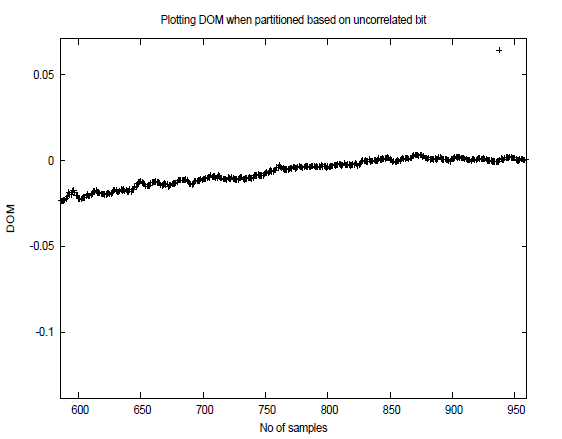 Plotting DOM when partitioned based on uncorrelated bit
0.05
0
-0.05
-0.1
DOM
600 650 700 750 800 850 900 950
No of samples